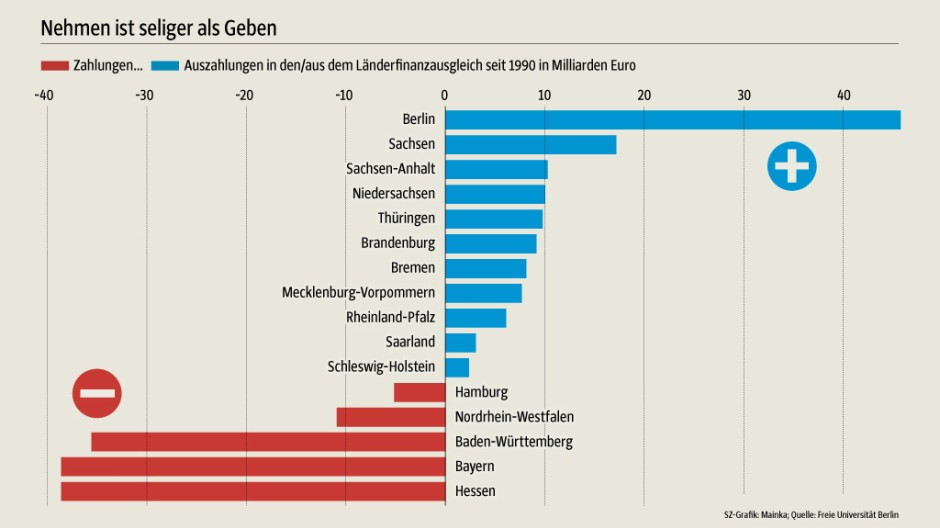 Nehmen ist seliger als Geben
Zahlungen... Auszahlungen in den/aus dem Länderfinanzausgleich seit 1990 in Milliarden Euro
-40 -30 -20 -10 0 10 20 30 40
Berlin
Sachsen
Sachsen-Anhalt
Niedersachsen
Thüringen
Brandenburg
Bremen
Mecklenburg-Vorpommern
Rheinland-Pfalz
Saarland
Schleswig-Holstein
Hamburg
Nordrhein-Westfalen
Baden-Württemberg
Bayern
Hessen
SZ-Grafik: Mainka; Quelle: Freie Universität Berlin